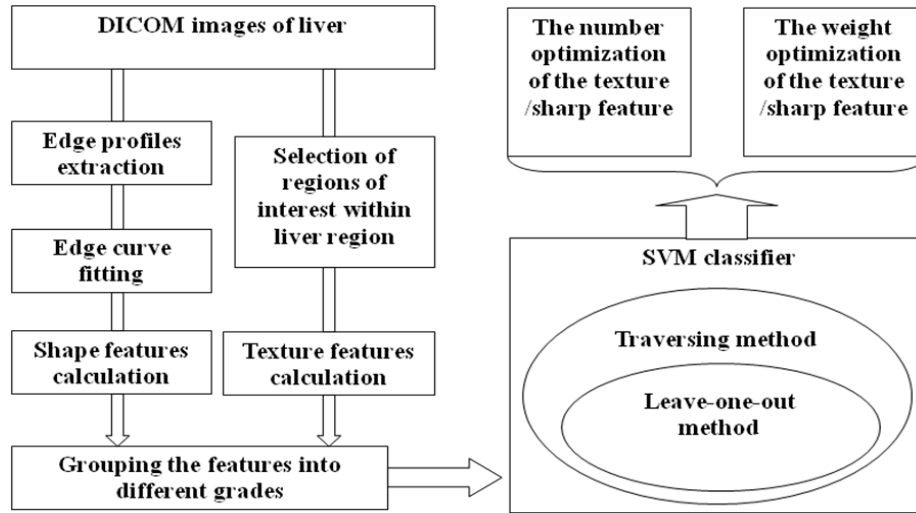 DICOM images of liver
Edge profiles
extraction
Edge curve
fitting
Shape features
calculation
Selection of
regions of
interest within
liver region
Texture features
calculation
Grouping the features into
different grades
The number
optimization
of the texture
/sharp feature
The weight
optimization
of the texture
/sharp feature
SVM classifier
Traversing method
Leave-one-out
method